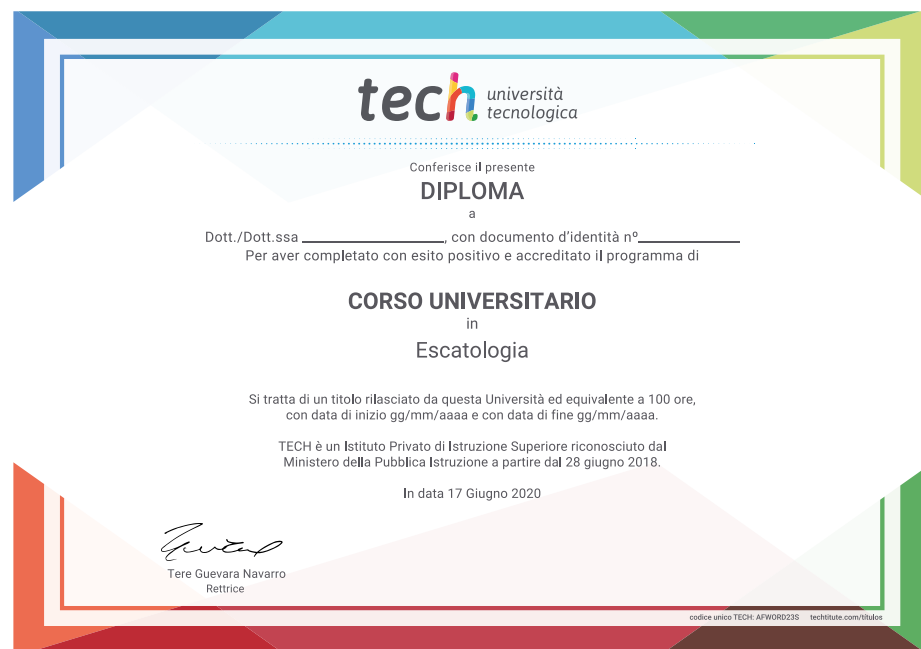 tech università
tecnologica
Conferisce il presente
DIPLOMA
a
Dott./Dott.ssa ________________, con documento d'identità nº____________
Per aver completato con esito positivo e accreditato il programma di
CORSO UNIVERSITARIO
in
Escatologia
Si tratta di un titolo rilasciato da questa Università ed equivalente a 100 ore,
con data di inizio gg/mm/aaaa e con data di fine gg/mm/aaaa.
TECH è un Istituto Privato di Istruzione Superiore riconosciuto dal
Ministero della Pubblica Istruzione a partire dal 28 giugno 2018.
In data 17 Giugno 2020
Tere Guevara Navarro
Rettrice
codice unico TECH: AFWORD23S techtitute.com/titulos